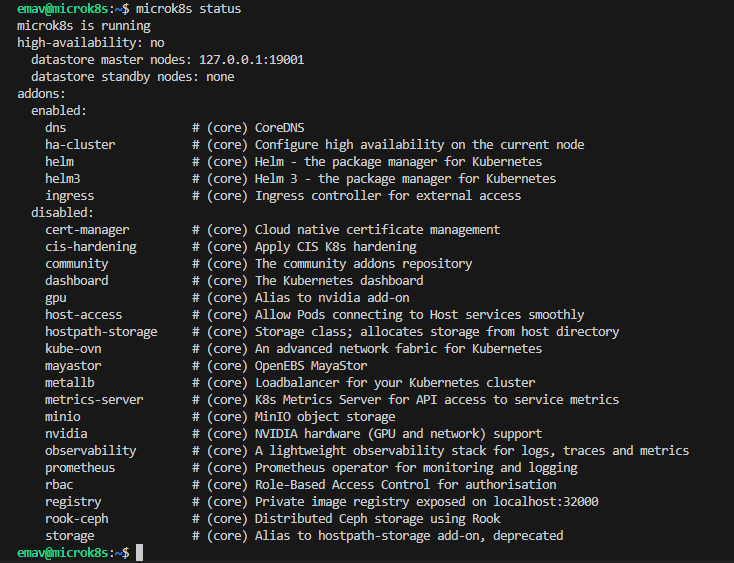 emav@microk8s:~$ microk8s status
microk8s is running
high-availability: no
  datastore master nodes: 127.0.0.1:19001
  datastore standby nodes: none
addons:
  enabled:
    dns                  # (core) CoreDNS
    ha-cluster           # (core) Configure high availability on the current node
    helm                 # (core) Helm - the package manager for Kubernetes
    helm3                # (core) Helm 3 - the package manager for Kubernetes
    ingress              # (core) Ingress controller for external access
  disabled:
    cert-manager         # (core) Cloud native certificate management
    cis-hardening        # (core) Apply CIS K8s hardening
    community            # (core) The community addons repository
    dashboard            # (core) The Kubernetes dashboard
    gpu                  # (core) Alias to nvidia add-on
    host-access          # (core) Allow Pods connecting to Host services smoothly
    hostpath-storage     # (core) Storage class; allocates storage from host directory
    kube-ovn             # (core) An advanced network fabric for Kubernetes
    mayastor             # (core) OpenEBS MayaStor
    metallb              # (core) Loadbalancer for your Kubernetes cluster
    metrics-server       # (core) K8s Metrics Server for API access to service metrics
    minio                # (core) MinIO object storage
    nvidia               # (core) NVIDIA hardware (GPU and network) support
    observability        # (core) A lightweight observability stack for logs, traces and metrics
    prometheus           # (core) Prometheus operator for monitoring and logging
    rbac                 # (core) Role-Based Access Control for authorisation
    registry             # (core) Private image registry exposed on localhost:32000
    rook-ceph            # (core) Distributed Ceph storage using Rook
    storage              # (core) Alias to hostpath-storage add-on, deprecated
emav@microk8s:~$